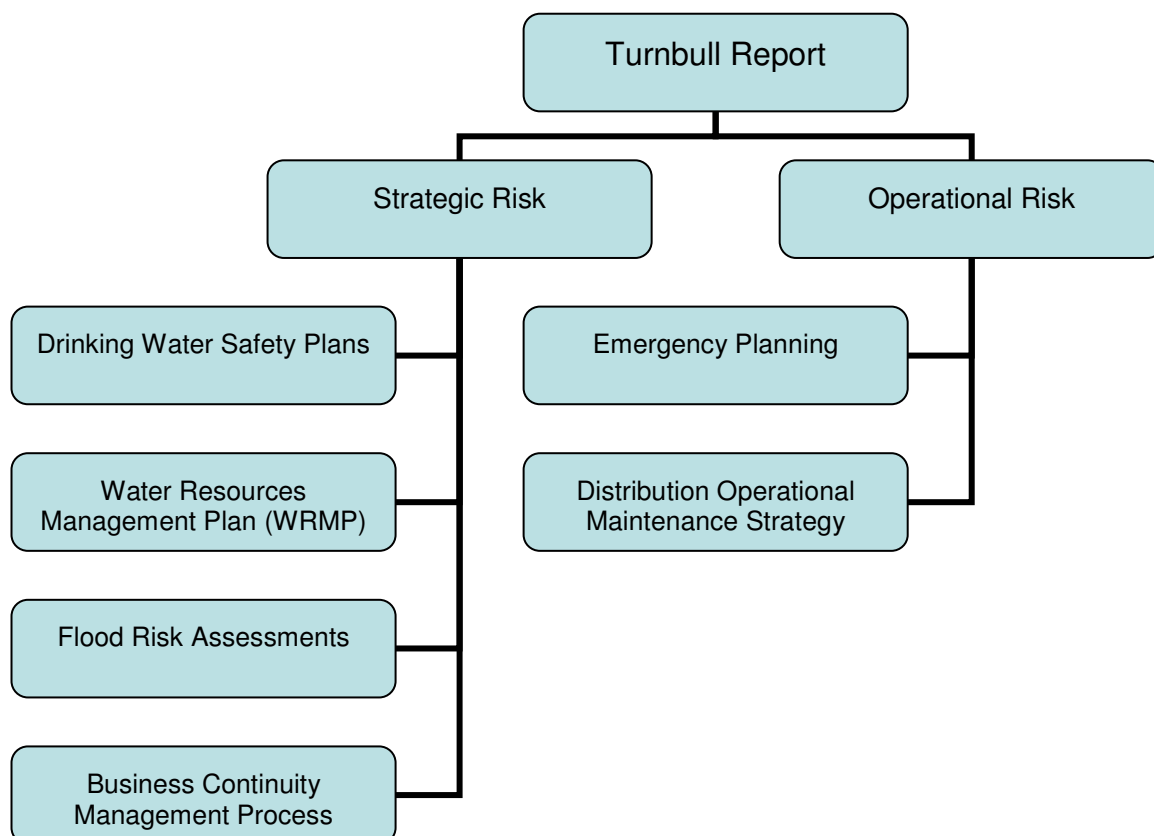 Turnbull Report
Strategic Risk
Operational Risk
Drinking Water Safety Plans
Emergency Planning
Water Resources
Management Plan (WRMP)
Distribution Operational
Maintenance Strategy
Flood Risk Assessments
Business Continuity
Management Process